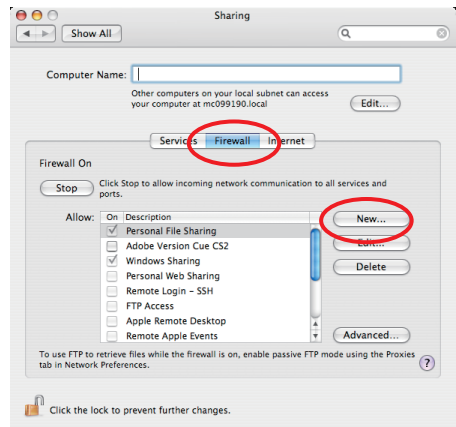 Sharing
Show All
Computer Name:
Other computers on your local subnet can access
your computer at mc099190.local
Edit...
Services Firewall Internet
Firewall On
Stop
Click Stop to allow incoming network communication to all services and
ports.
Allow:
On Description
Personal File Sharing
Adobe Version Cue CS2
Windows Sharing
Personal Web Sharing
Remote Login - SSH
FTP Access
Apple Remote Desktop
Remote Apple Events
New...
Edit...
Delete
Advanced...
To use FTP to retrieve files while the firewall is on, enable passive FTP mode using the Proxies
tab in Network Preferences.
?
Click the lock to prevent further changes.